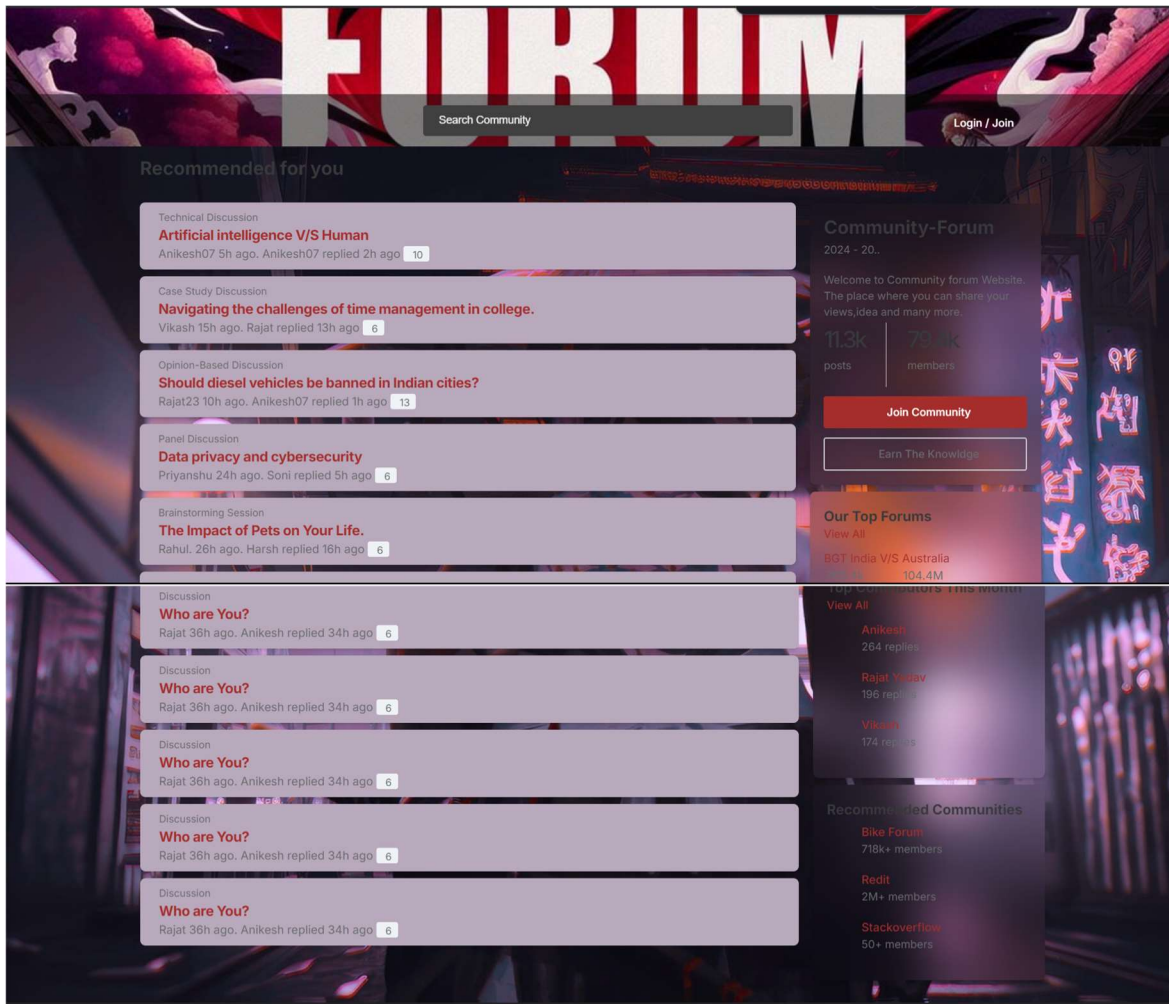 FORUM
Search Community
Login / Join
Recommended for you
Technical Discussion
Artificial intelligence V/S Human
Anikesh07 5h ago. Anikesh07 replied 2h ago 10
Case Study Discussion
Navigating the challenges of time management in college.
Vikash 15h ago. Rajat replied 13h ago 6
Opinion-Based Discussion
Should diesel vehicles be banned in Indian cities?
Rajat23 10h ago. Anikesh07 replied 1h ago 13
Panel Discussion
Data privacy and cybersecurity
Priyanshu 24h ago. Soni replied 5h ago 6
Brainstorming Session
The Impact of Pets on Your Life.
Rahul. 26h ago. Harsh replied 16h ago 6
Community-Forum
2024 - 20..
Welcome to Community forum Website.
The place where you can share your
views,idea and many more.
11.3k
posts
members
Join Community
Earn The Knowldge
Our Top Forums
View All
BGT India V/S Australia
104.4M
Discussion
Who are You?
Rajat 36h ago. Anikesh replied 34h ago 6
Discussion
Who are You?
Rajat 36h ago. Anikesh replied 34h ago 6
Discussion
Who are You?
Rajat 36h ago. Anikesh replied 34h ago 6
Discussion
Who are You?
Rajat 36h ago. Anikesh replied 34h ago 6
Discussion
Who are You?
Rajat 36h ago. Anikesh replied 34h ago 6
Top Contributors This Month
View All
Anikesh
264 replies
Rajat Yadav
196 replies
Vikash
174 replies
Recommended Communities
Bike Forum
718k+ members
Redit
2M+ members
Stackoverflow
50+ members